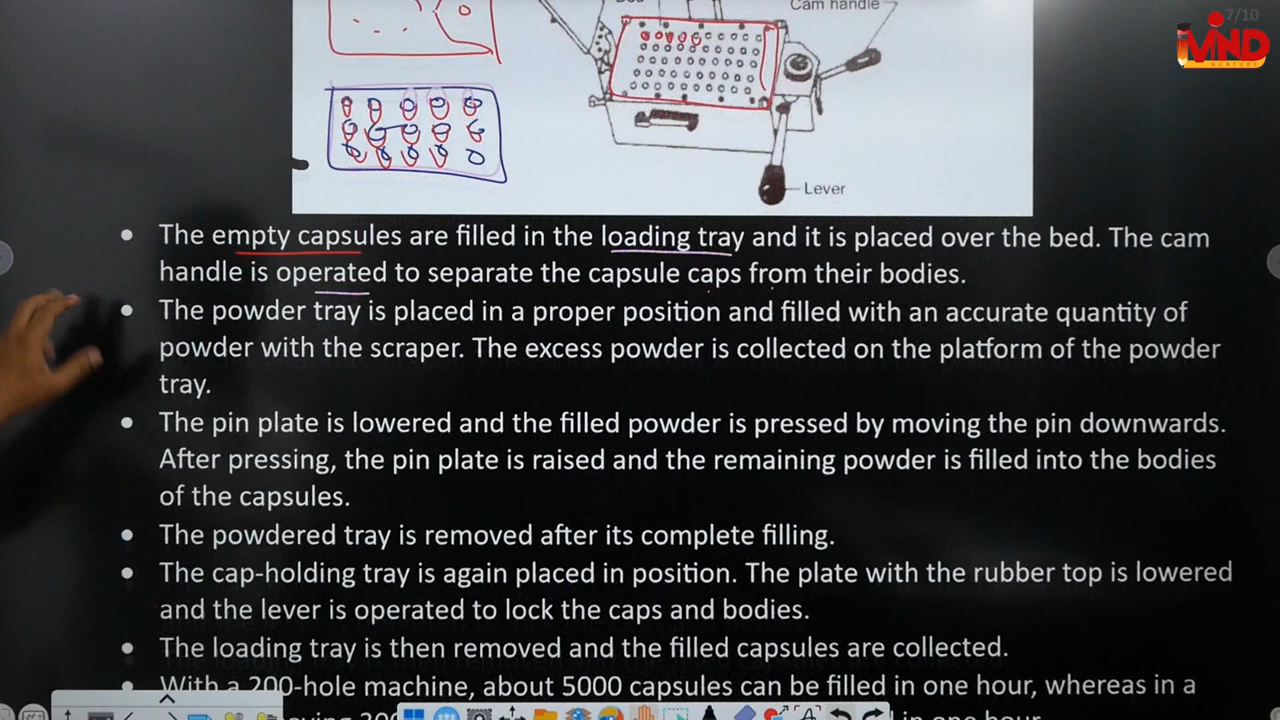 Cam handle
7/10
iMIND
NURTURE
Lever
• The empty capsules are filled in the loading tray and it is placed over the bed. The cam
handle is operated to separate the capsule caps from their bodies.
• The powder tray is placed in a proper position and filled with an accurate quantity of
powder with the scraper. The excess powder is collected on the platform of the powder
tray.
• The pin plate is lowered and the filled powder is pressed by moving the pin downwards.
After pressing, the pin plate is raised and the remaining powder is filled into the bodies
of the capsules.
• The powdered tray is removed after its complete filling.
• The cap-holding tray is again placed in position. The plate with the rubber top is lowered
and the lever is operated to lock the caps and bodies.
• The loading tray is then removed and the filled capsules are collected.
• With a 200-hole machine, about 5000 capsules can be filled in one hour, whereas in a
in one hour